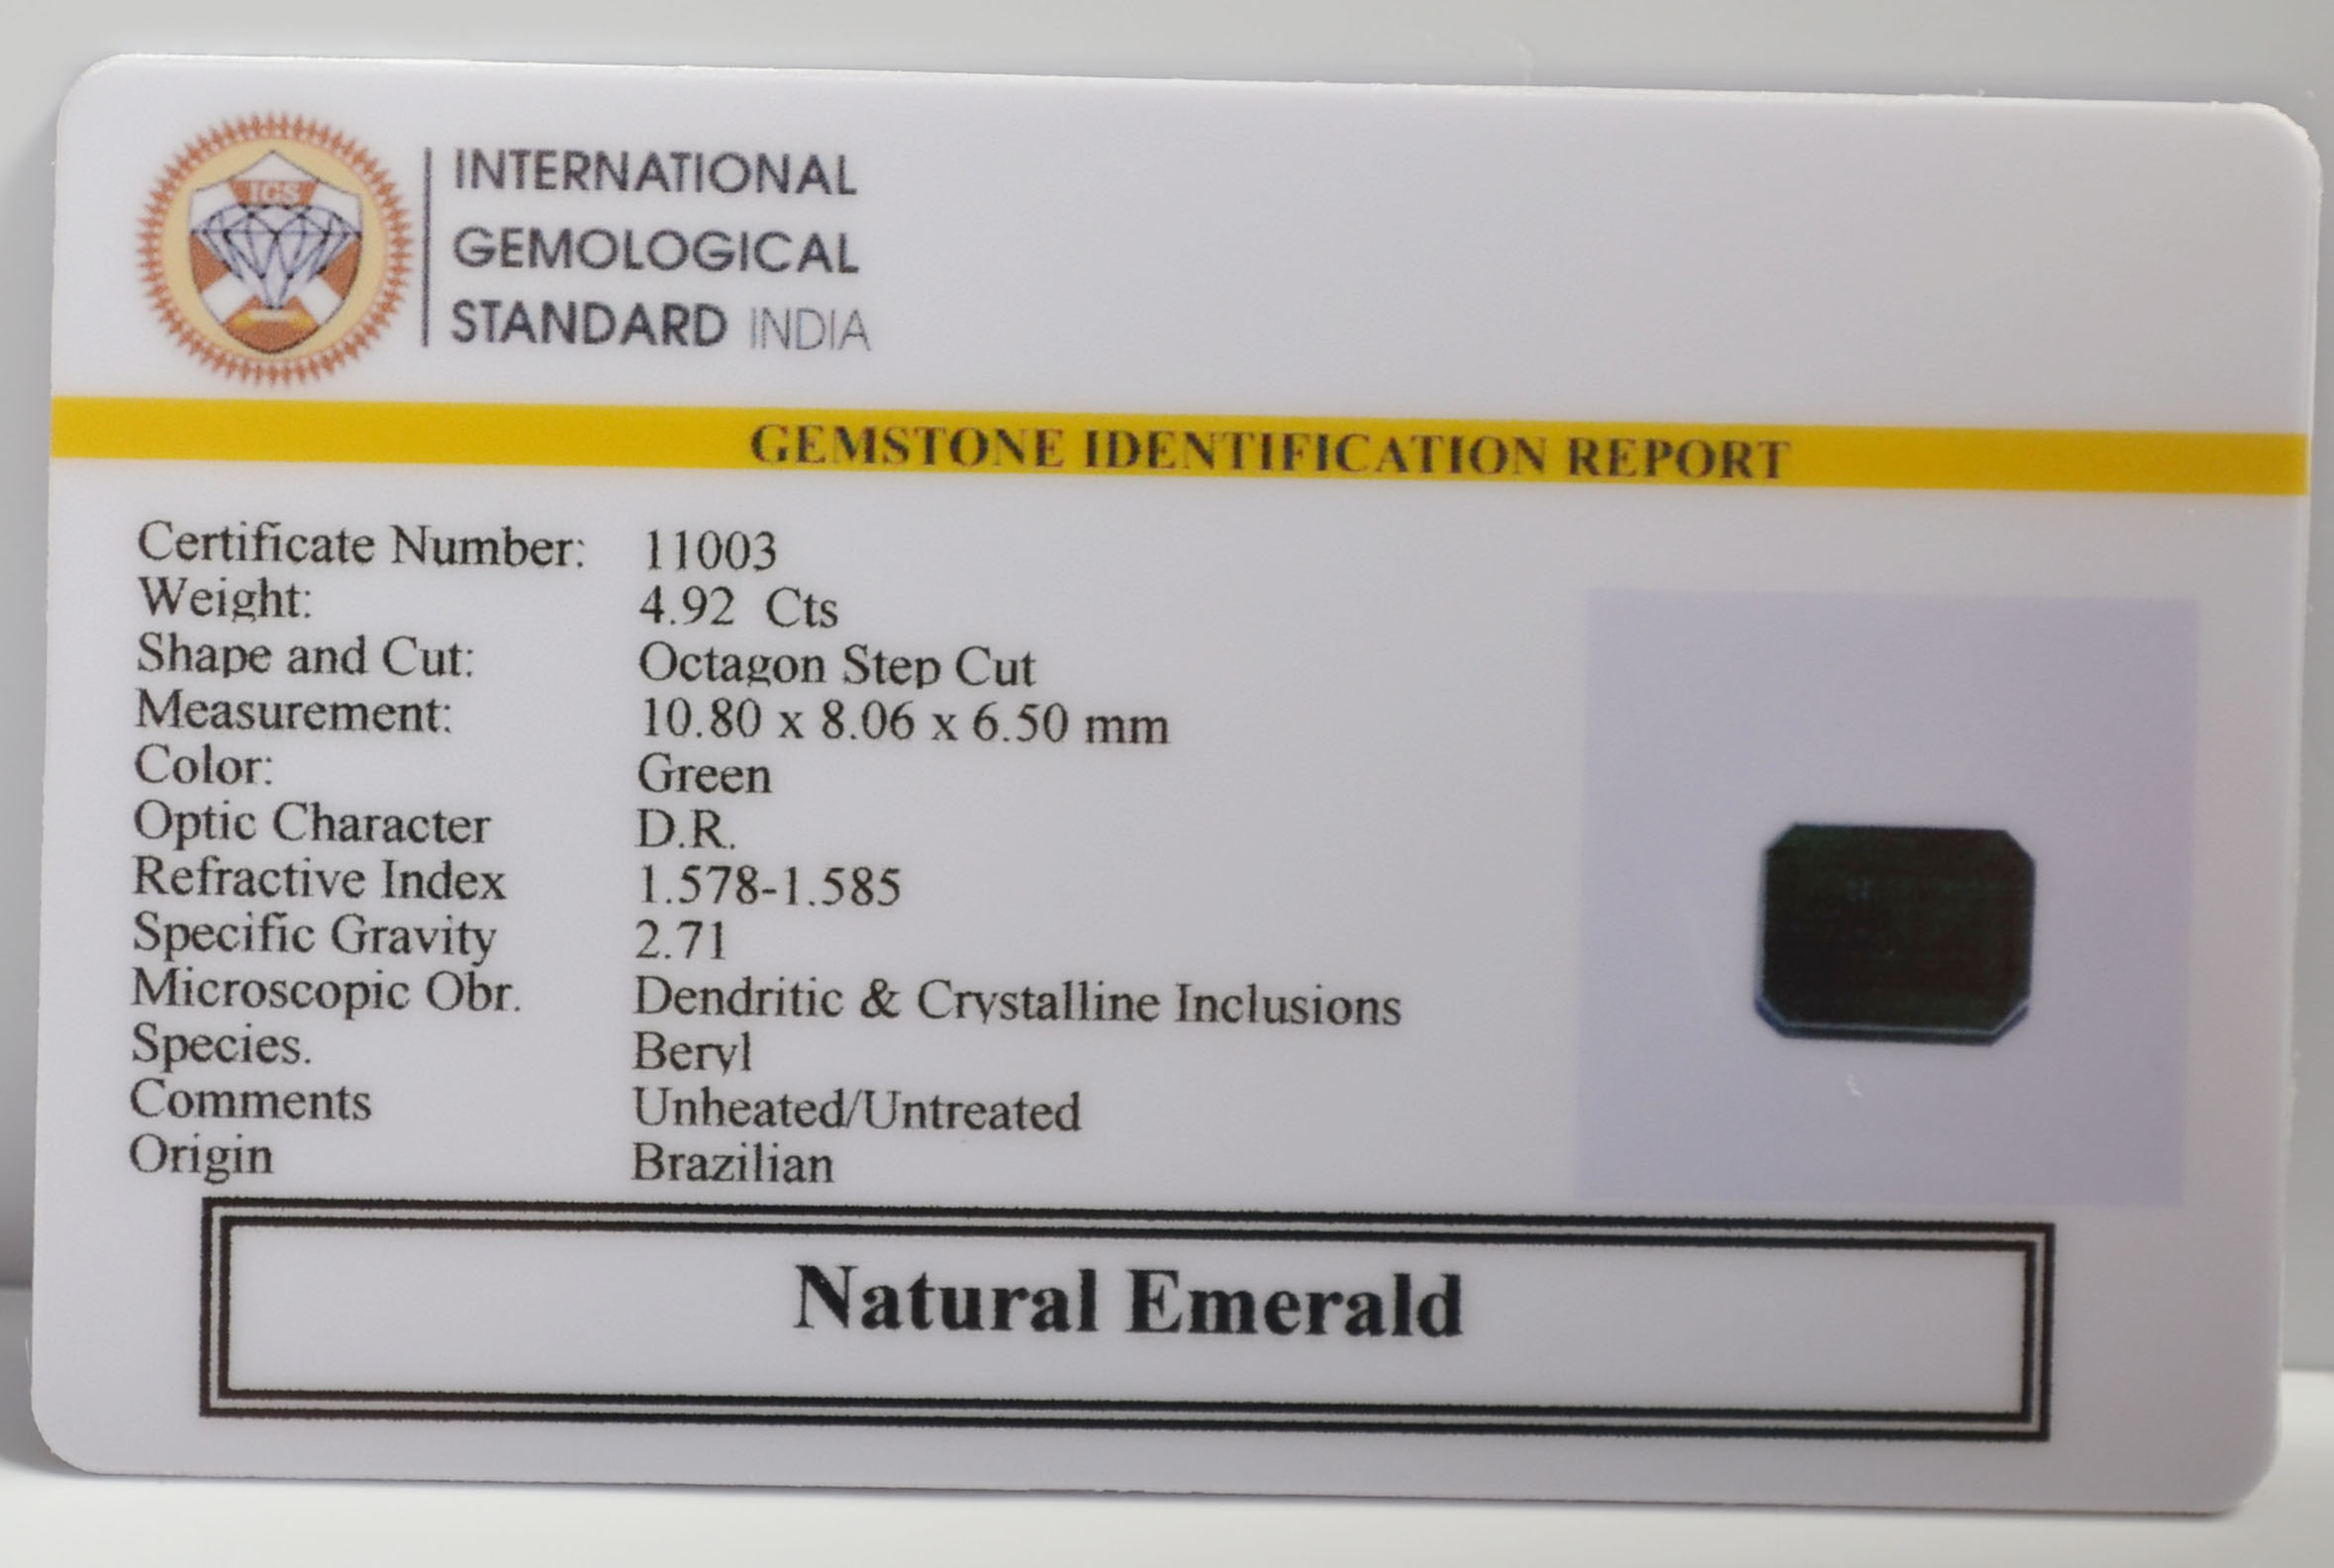 IGS
INTERNATIONAL
GEMOLOGICAL
STANDARD INDIA
GEMSTONE IDENTIFICATION REPORT
Certificate Number: 11003
Weight: 4.92 Cts
Shape and Cut: Octagon Step Cut
Measurement: 10.80 x 8.06 x 6.50 mm
Color: Green
Optic Character D.R.
Refractive Index 1.578-1.585
Specific Gravity 2.71
Microscopic Obr. Dendritic & Crystalline Inclusions
Species. Beryl
Comments Unheated/Untreated
Origin Brazilian
Natural Emerald